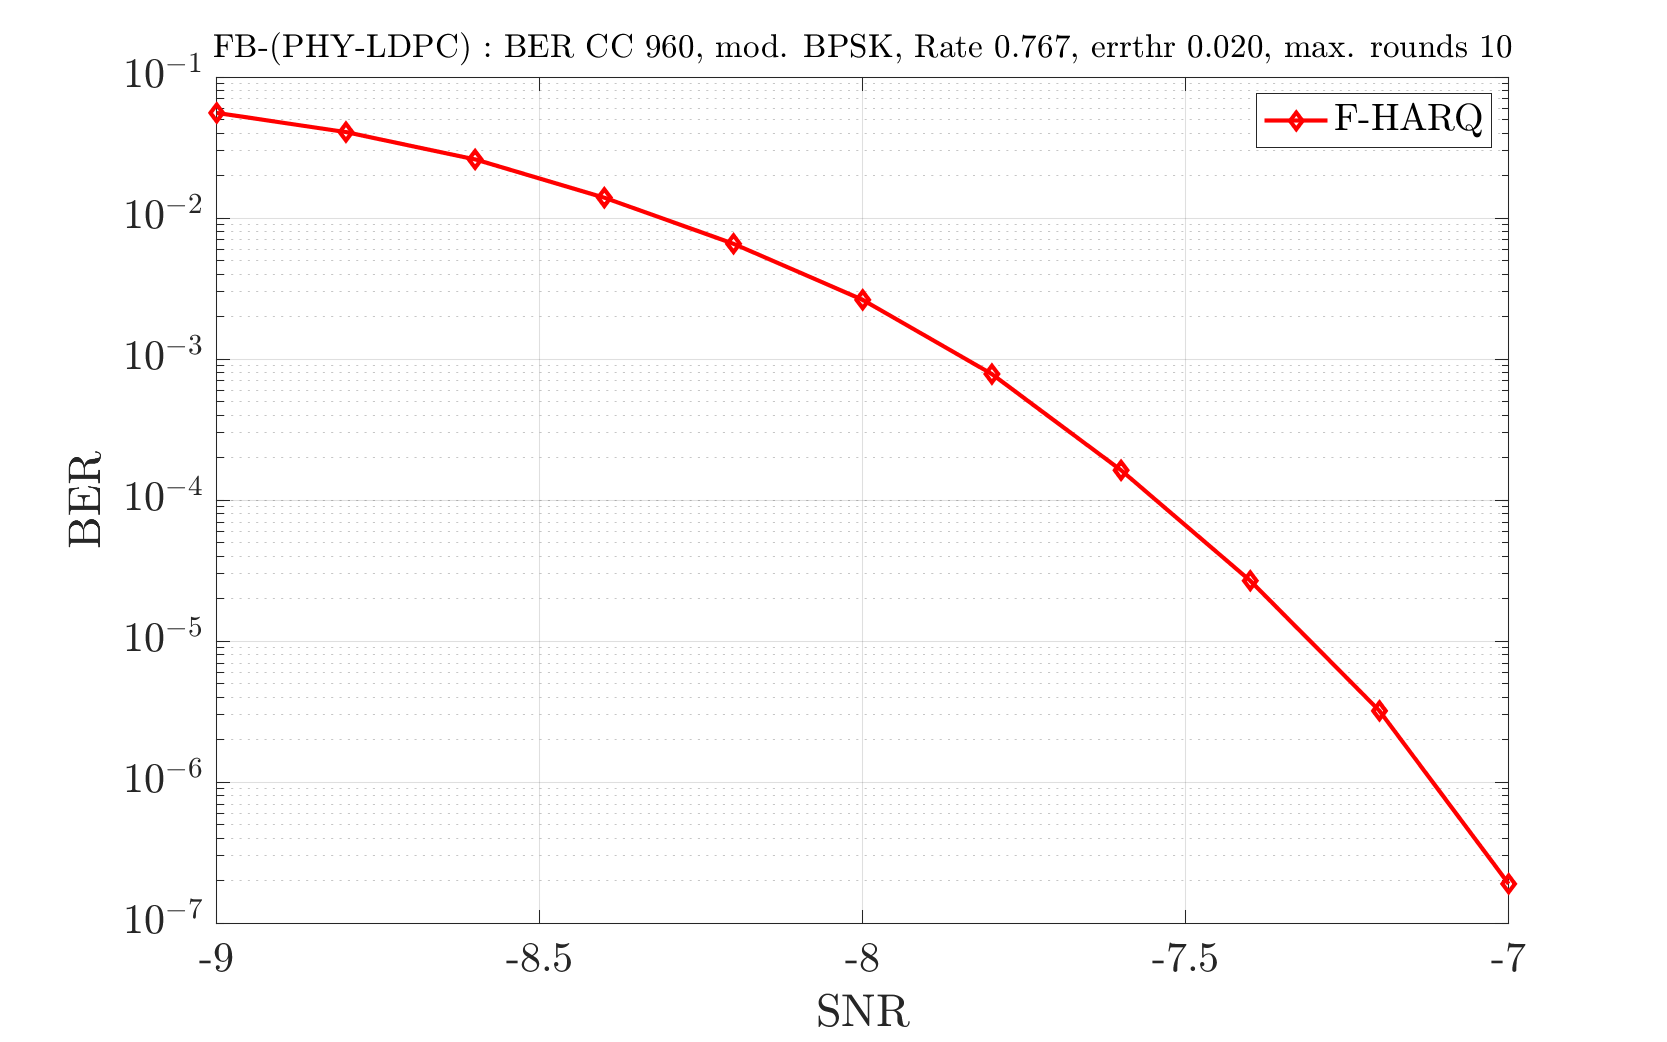 FB-(PHY-LDPC) : BER CC 960, mod. BPSK, Rate 0.767, errthr 0.020, max. rounds 10
F-HARQ
10⁻¹
10⁻²
10⁻³
10⁻⁴
10⁻⁵
10⁻⁶
10⁻⁷
BER
-9 -8.5 -8 -7.5 -7
SNR